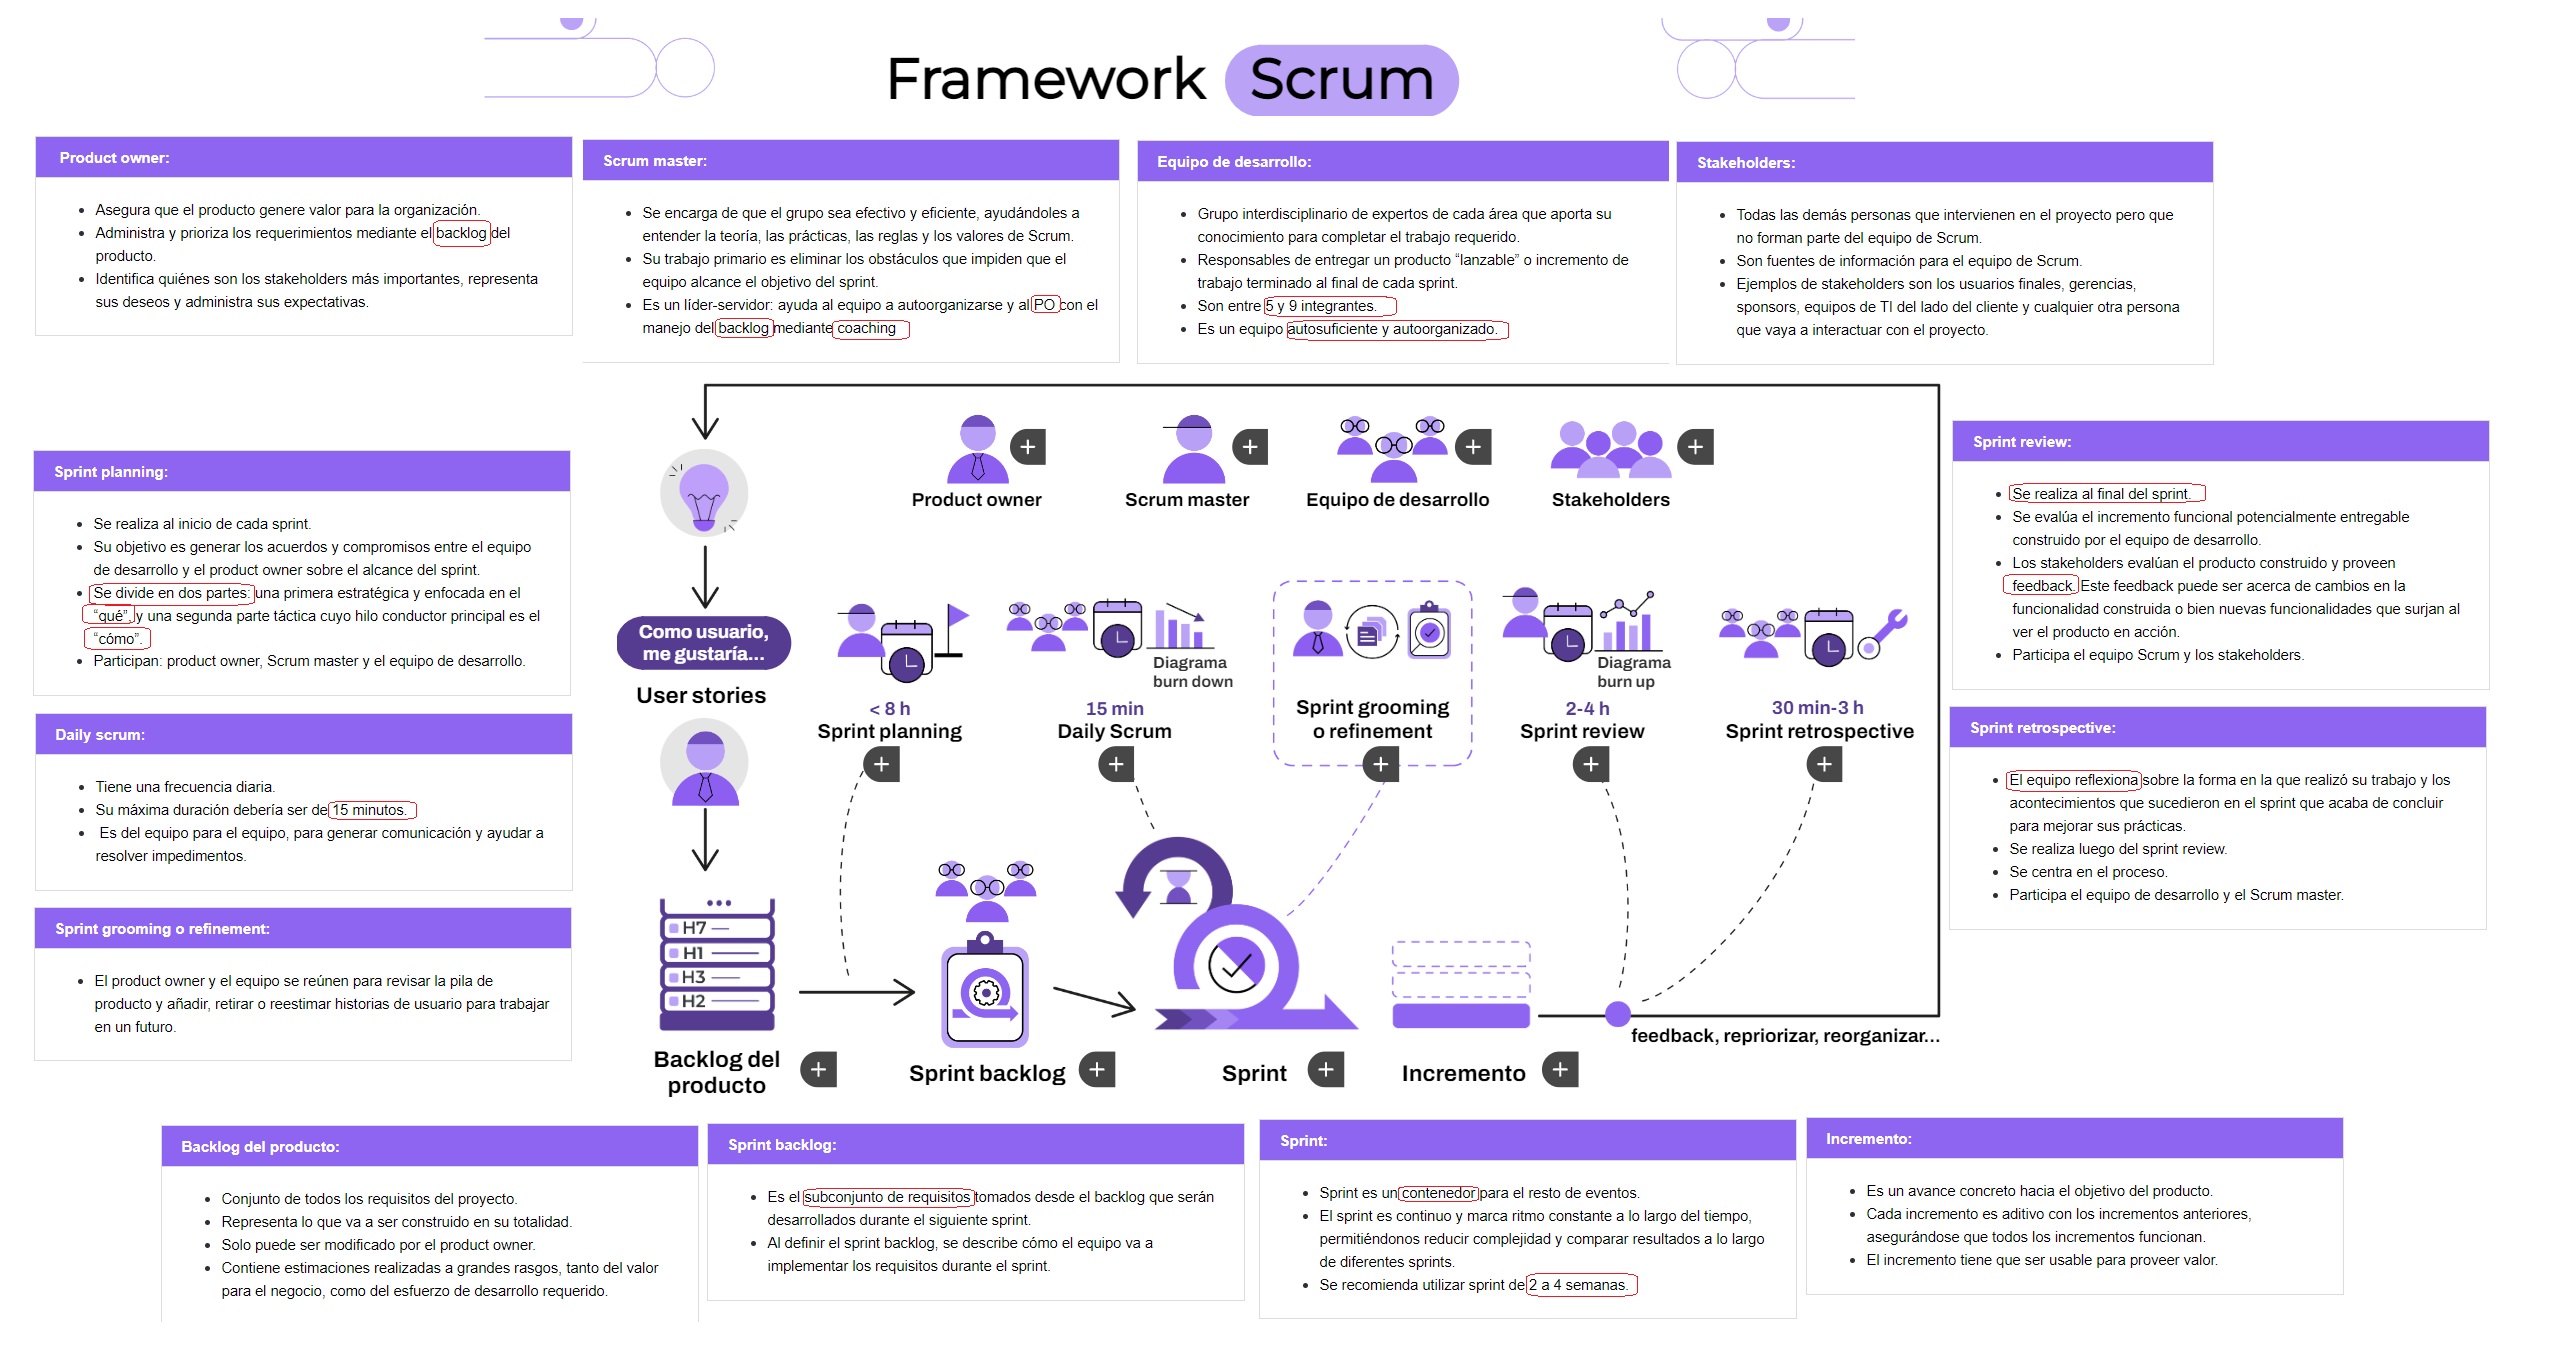 Framework Scrum
Product owner:
Asegura que el producto genere valor para la organización.
Administra y prioriza los requerimientos mediante el backlog del
producto.
Identifica quiénes son los stakeholders más importantes, representa
sus deseos y administra sus expectativas.
Scrum master:
Se encarga de que el grupo sea efectivo y eficiente, ayudándoles a
entender la teoría, las prácticas, las reglas y los valores de Scrum.
Su trabajo primario es eliminar los obstáculos que impiden que el
equipo alcance el objetivo del sprint.
Es un líder-servidor: ayuda al equipo a autoorganizarse y al PO con el
manejo del backlog mediante coaching
Equipo de desarrollo:
Grupo interdisciplinario de expertos de cada área que aporta su
conocimiento para completar el trabajo requerido.
Responsables de entregar un producto “lanzable” o incremento de
trabajo terminado al final de cada sprint.
Son entre 5 y 9 integrantes.
Es un equipo autosuficiente y autoorganizado.
Stakeholders:
Todas las demás personas que intervienen en el proyecto pero que
no forman parte del equipo de Scrum.
Son fuentes de información para el equipo de Scrum.
Ejemplos de stakeholders son los usuarios finales, gerencias,
sponsors, equipos de TI del lado del cliente y cualquier otra persona
que vaya a interactuar con el proyecto.
Sprint planning:
Se realiza al inicio de cada sprint.
Su objetivo es generar los acuerdos y compromisos entre el equipo
de desarrollo y el product owner sobre el alcance del sprint.
Se divide en dos partes: una primera estratégica y enfocada en el
“qué”, y una segunda parte táctica cuyo hilo conductor principal es el
“cómo”.
Participan: product owner, Scrum master y el equipo de desarrollo.
Daily scrum:
Tiene una frecuencia diaria.
Su máxima duración debería ser de 15 minutos.
Es del equipo para el equipo, para generar comunicación y ayudar a
resolver impedimentos.
Sprint grooming o refinement:
El product owner y el equipo se reúnen para revisar la pila de
producto y añadir, retirar o reestimar historias de usuario para trabajar
en un futuro.
Product owner
Scrum master
Equipo de desarrollo
Stakeholders
Como usuario,
me gustaría...
User stories
< 8 h
Sprint planning
Diagrama
burn down
15 min
Daily Scrum
Sprint grooming
o refinement
Diagrama
burn up
2-4 h
Sprint review
30 min-3 h
Sprint retrospective
H7
H1
H3
H2
Backlog del
producto
Sprint backlog
Sprint
Incremento
feedback, repriorizar, reorganizar...
Sprint review:
Se realiza al final del sprint.
Se evalúa el incremento funcional potencialmente entregable
construido por el equipo de desarrollo.
Los stakeholders evalúan el producto construido y proveen
feedback. Este feedback puede ser acerca de cambios en la
funcionalidad construida o bien nuevas funcionalidades que surjan al
ver el producto en acción.
Participa el equipo Scrum y los stakeholders.
Sprint retrospective:
El equipo reflexiona sobre la forma en la que realizó su trabajo y los
acontecimientos que sucedieron en el sprint que acaba de concluir
para mejorar sus prácticas.
Se realiza luego del sprint review.
Se centra en el proceso.
Participa el equipo de desarrollo y el Scrum master.
Backlog del producto:
Conjunto de todos los requisitos del proyecto.
Representa lo que va a ser construido en su totalidad.
Solo puede ser modificado por el product owner.
Contiene estimaciones realizadas a grandes rasgos, tanto del valor
para el negocio, como del esfuerzo de desarrollo requerido.
Sprint backlog:
Es el subconjunto de requisitos tomados desde el backlog que serán
desarrollados durante el siguiente sprint.
Al definir el sprint backlog, se describe cómo el equipo va a
implementar los requisitos durante el sprint.
Sprint:
Sprint es un contenedor para el resto de eventos.
El sprint es continuo y marca ritmo constante a lo largo del tiempo,
permitiéndonos reducir complejidad y comparar resultados a lo largo
de diferentes sprints.
Se recomienda utilizar sprint de 2 a 4 semanas.
Incremento:
Es un avance concreto hacia el objetivo del producto.
Cada incremento es aditivo con los incrementos anteriores,
asegurándose que todos los incrementos funcionan.
El incremento tiene que ser usable para proveer valor.